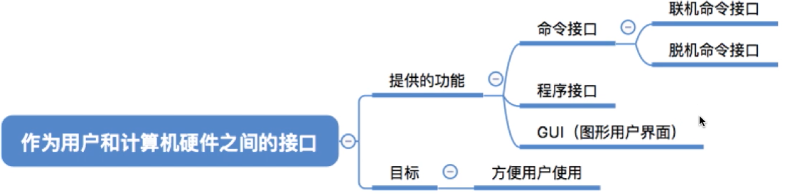 作为用户和计算机硬件之间的接口
提供的功能
命令接口
联机命令接口
脱机命令接口
程序接口
GUI（图形用户界面）
目标
方便用户使用